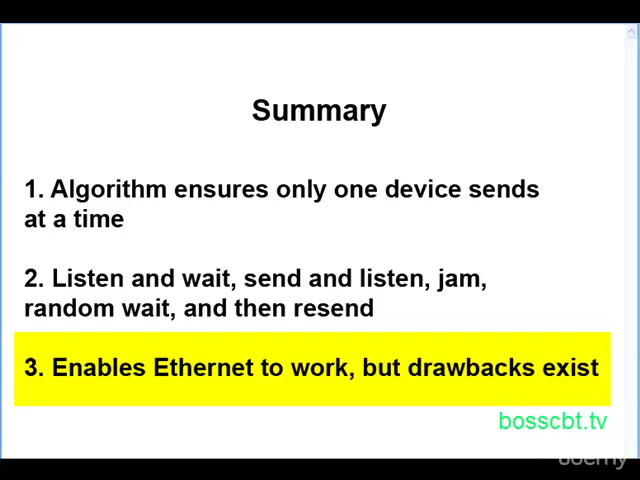 Summary
1. Algorithm ensures only one device sends
at a time
2. Listen and wait, send and listen, jam,
random wait, and then resend
3. Enables Ethernet to work, but drawbacks exist
bosscbt.tv